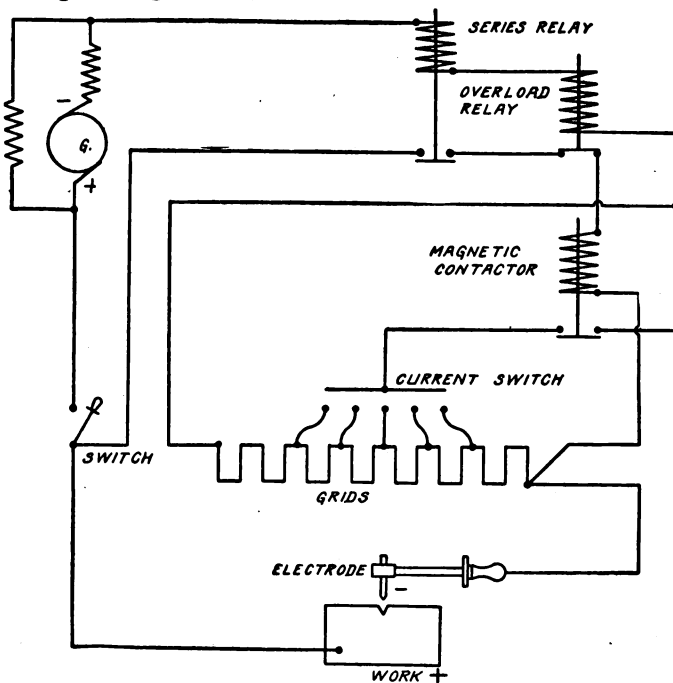 SERIES RELAY
OVERLOAD
RELAY
-
G.
+
MAGNETIC
CONTACTOR
CURRENT SWITCH
SWITCH
GRIDS
ELECTRODE
-
WORK +